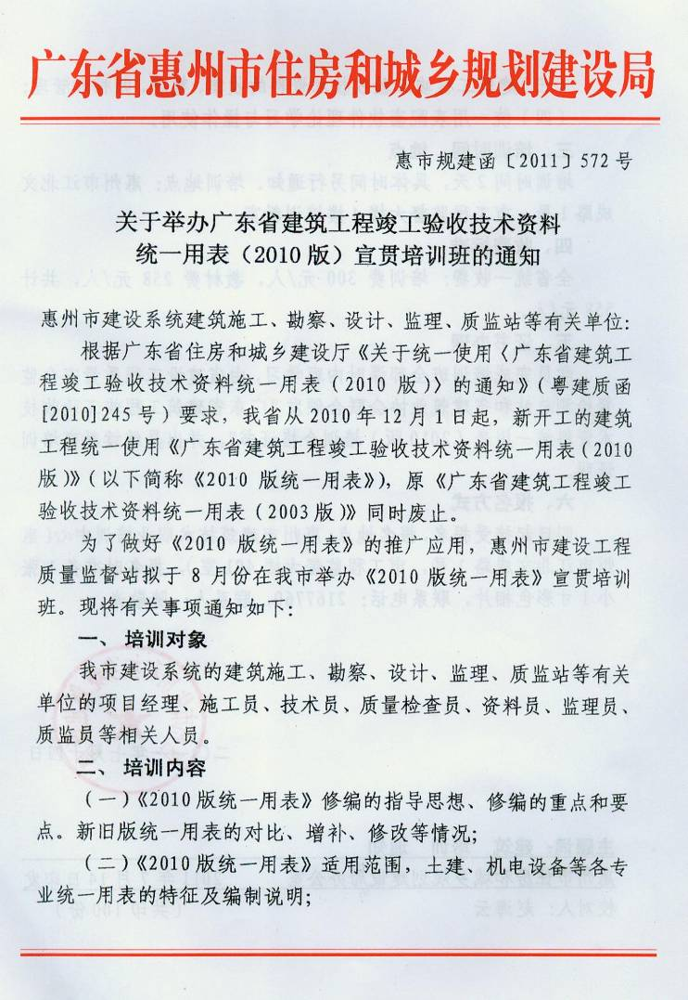 广东省惠州市住房和城乡规划建设局
惠市规建函〔2011〕572号
关于举办广东省建筑工程竣工验收技术资料
统一用表（2010版）宣贯培训班的通知
惠州市建设系统建筑施工、勘察、设计、监理、质监站等有关单位：
根据广东省住房和城乡建设厅《关于统一使用〈广东省建筑工
程竣工验收技术资料统一用表（2010版）〉的通知》（粤建质函
[2010]245号）要求，我省从2010年12月1日起，新开工的建筑
工程统一使用《广东省建筑工程竣工验收技术资料统一用表（2010
版）》（以下简称《2010 版统一用表》），原《广东省建筑工程竣工
验收技术资料统一用表（2003版）》同时废止。
为了做好《2010 版统一用表》的推广应用，惠州市建设工程
质量监督站拟于 8 月份在我市举办《2010版统一用表》宣贯培训
班。现将有关事项通知如下：
一、 培训对象
我市建设系统的建筑施工、勘察、设计、监理、质监站等有关
单位的项目经理、施工员、技术员、质量检查员、资料员、监理员、
质监员等相关人员。
二、 培训内容
（一）《2010版统一用表》修编的指导思想、修编的重点和要
点。新旧版统一用表的对比、增补、修改等情况；
（二）《2010版统一用表》适用范围，土建、机电设备等各专
业统一用表的特征及编制说明；